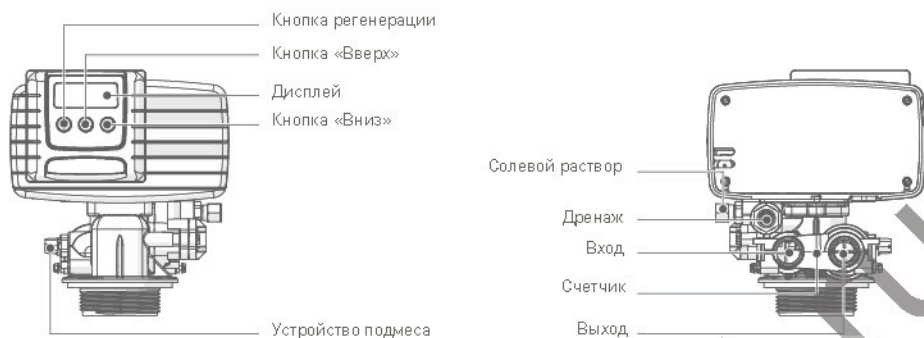 Кнопка регенерации
Кнопка «Вверх»
Дисплей
Кнопка «Вниз»
Устройство подмеса
Солевой раствор
Дренаж
Вход
Счетчик
Выход